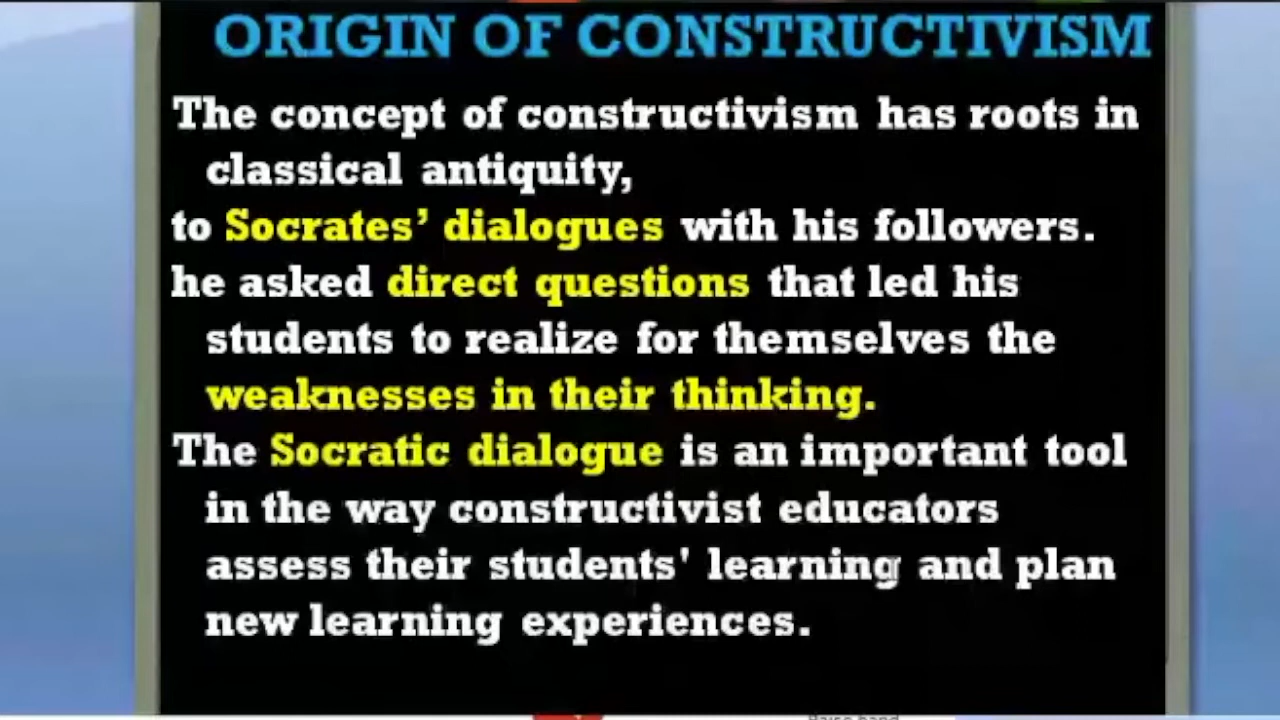 ORIGIN OF CONSTRUCTIVISM
The concept of constructivism has roots in
classical antiquity,
to Socrates’ dialogues with his followers.
he asked direct questions that led his
students to realize for themselves the
weaknesses in their thinking.
The Socratic dialogue is an important tool
in the way constructivist educators
assess their students' learning and plan
new learning experiences.
Raise hand